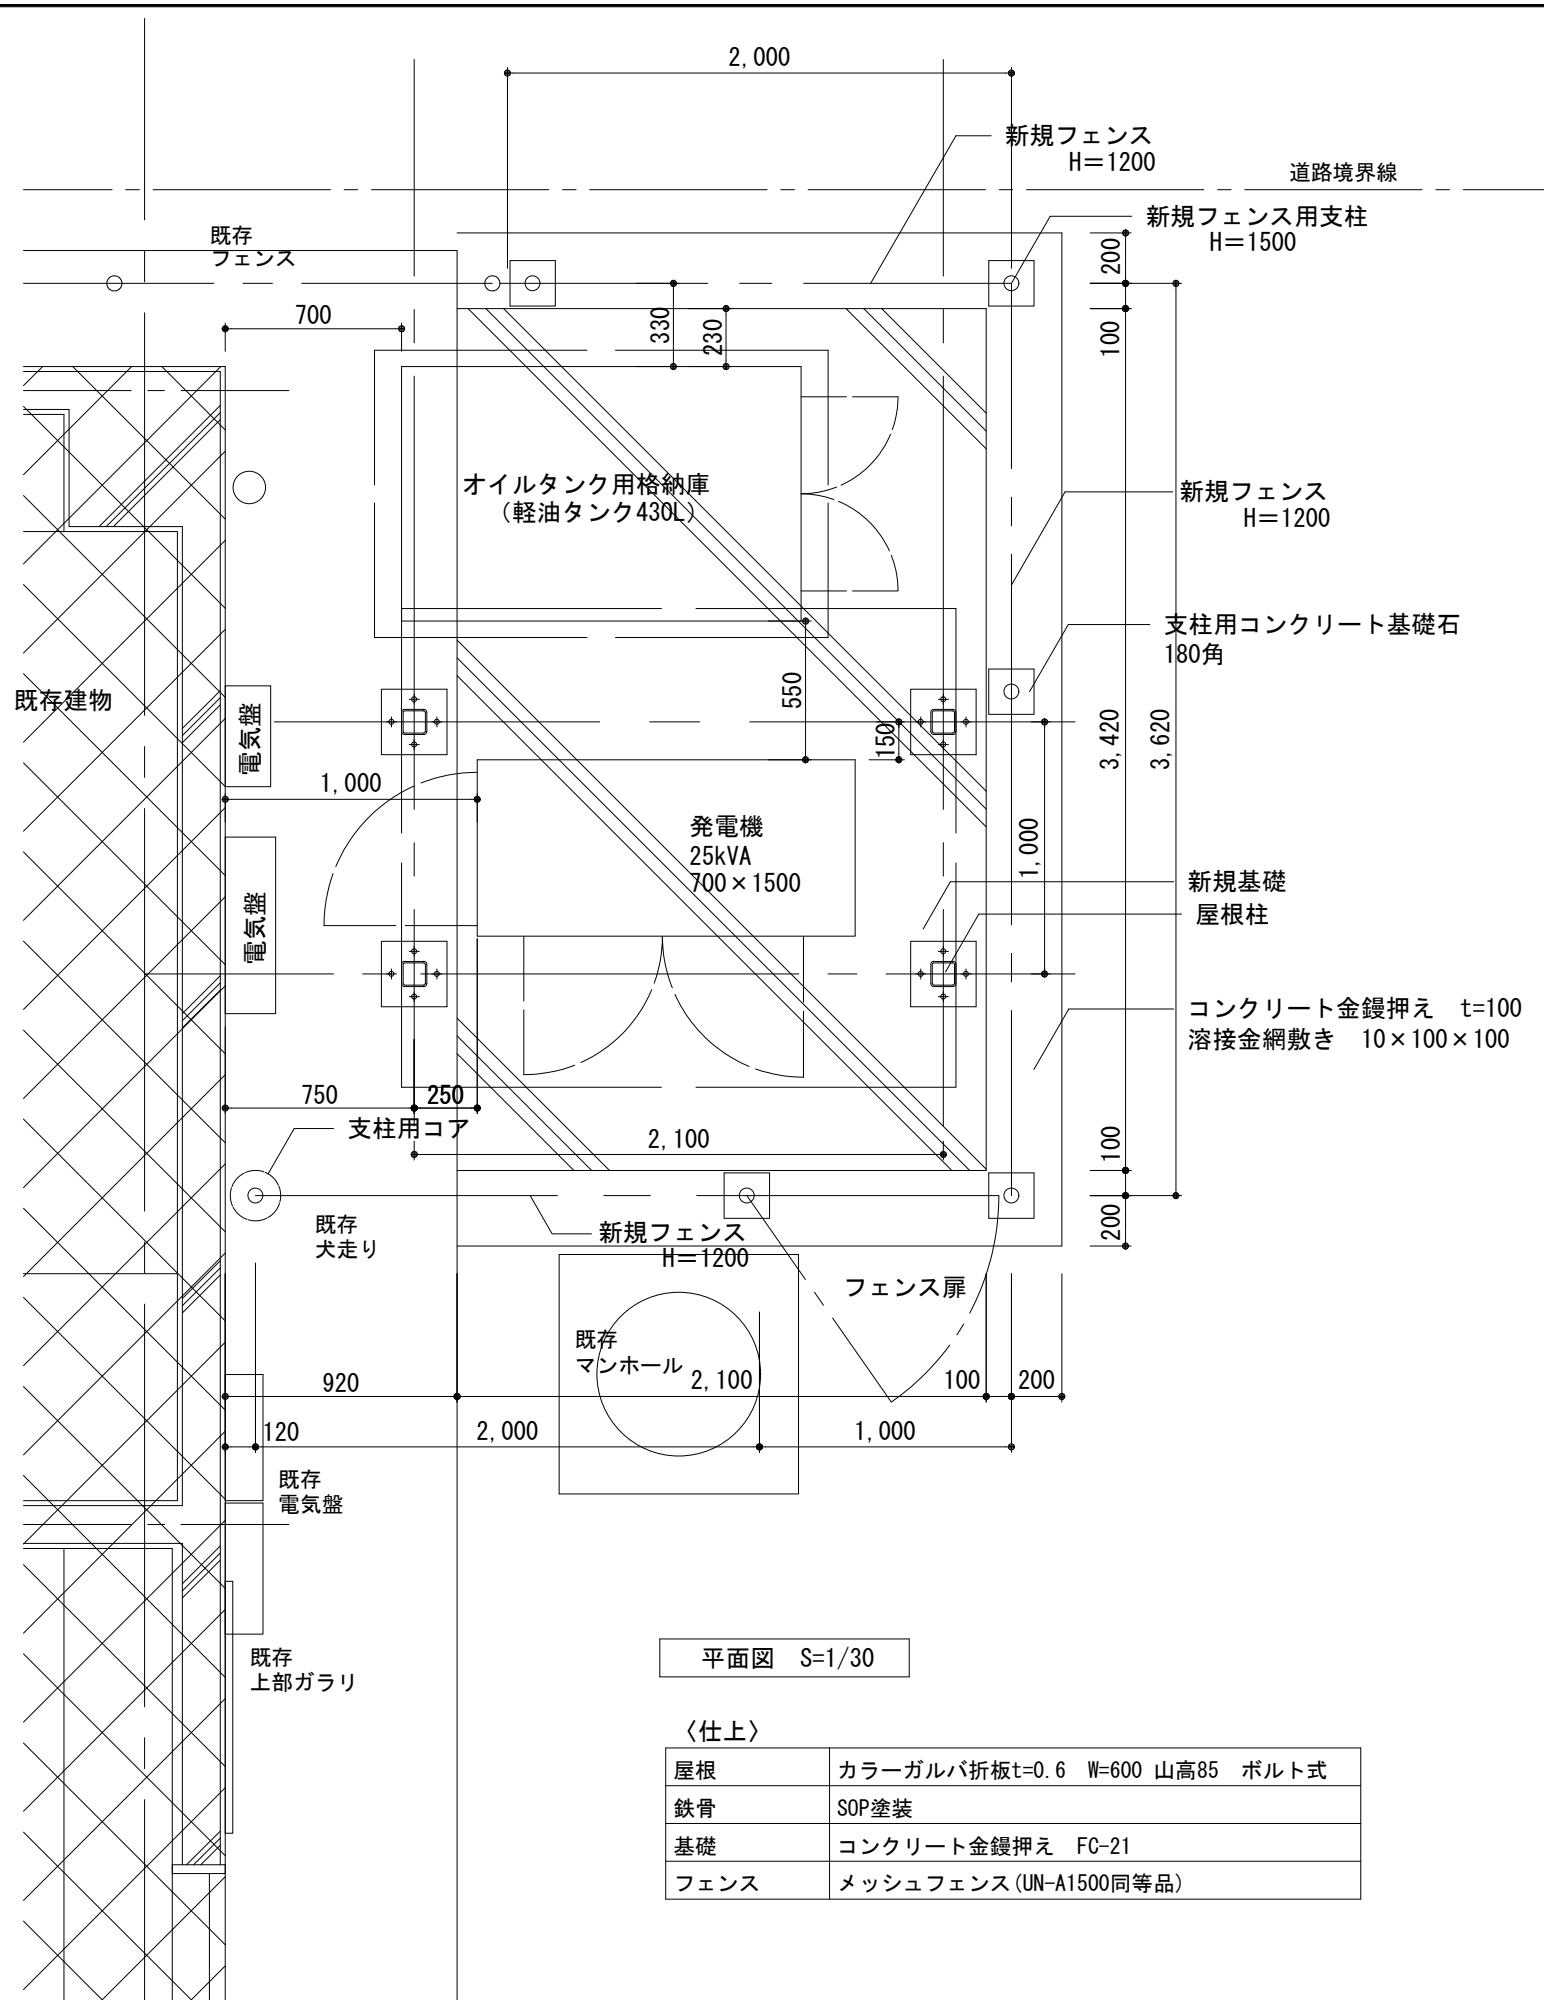 2,000
新規フェンス
H＝1200
道路境界線
新規フェンス用支柱
H＝1500
既存
フェンス
200
700
330
230
100
オイルタンク用格納庫
（軽油タンク430L）
新規フェンス
H＝1200
支柱用コンクリート基礎石
180角
既存建物
電気盤
550
150
3,420
3,620
1,000
発電機
25kVA
700×1500
1,000
新規基礎
屋根柱
電気盤
コンクリート金鏝押え　t=100
溶接金網敷き　10×100×100
750
250
支柱用コア
2,100
100
既存
犬走り
新規フェンス
H＝1200
200
フェンス扉
既存
マンホール
920
2,100
100
200
120
2,000
1,000
既存
電気盤
既存
上部ガラリ
平面図　S=1/30
〈仕上〉
屋根　カラーガルバ折板t=0.6　W=600 山高85　ボルト式
鉄骨　SOP塗装
基礎　コンクリート金鏝押え　FC-21
フェンス　メッシュフェンス(UN-A1500同等品)